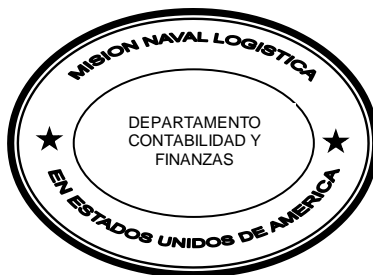 MISION NAVAL LOGISTICA
DEPARTAMENTO
CONTABILIDAD Y
FINANZAS
EN ESTADOS UNIDOS DE AMERICA